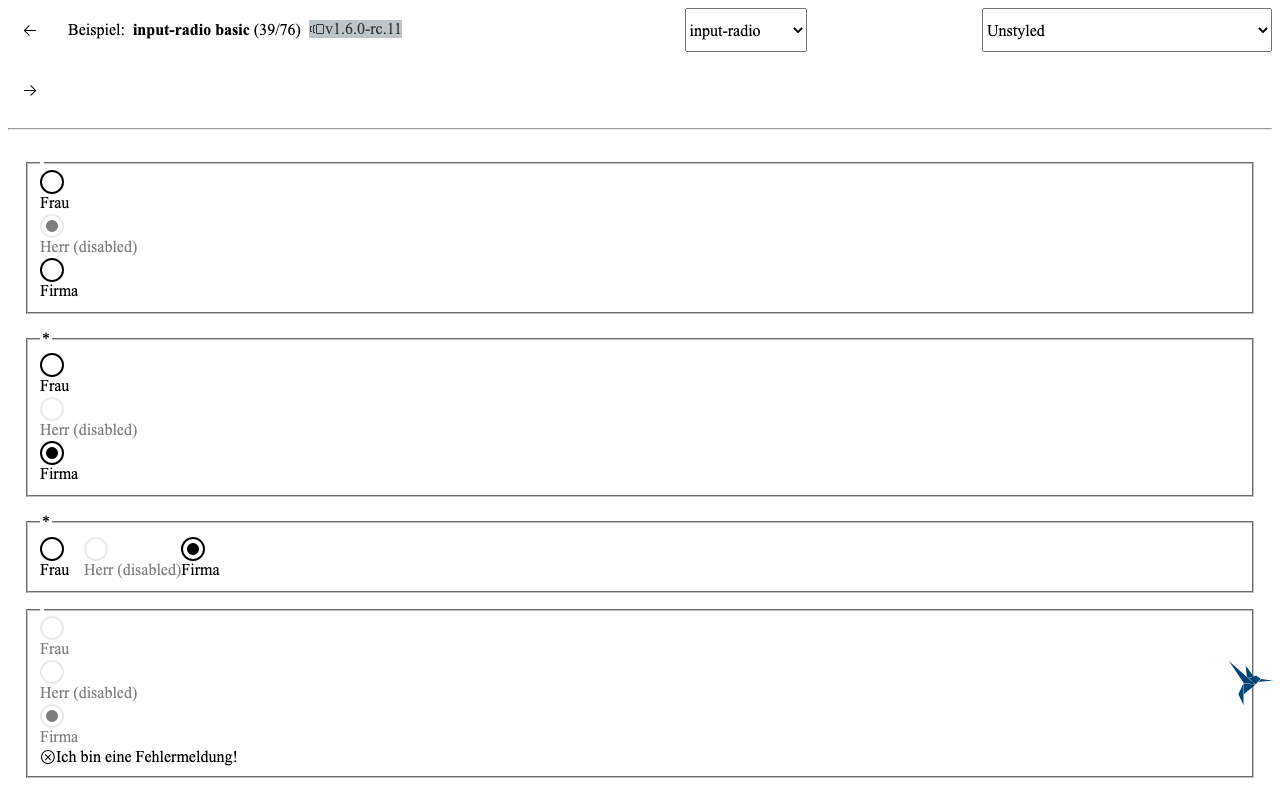 Beispiel: input-radio basic (39/76) v1.6.0-rc.11 input-radio Unstyled
Frau
Herr (disabled)
Firma
*
Frau
Herr (disabled)
Firma
*
Frau Herr (disabled) Firma
Frau
Herr (disabled)
Firma
Ich bin eine Fehlermeldung!